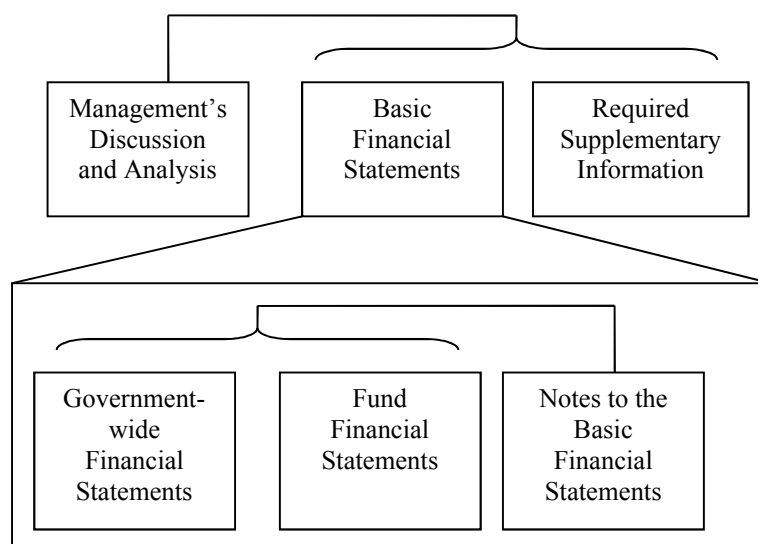 Management’s
Discussion
and Analysis
Basic
Financial
Statements
Required
Supplementary
Information
Government-
wide
Financial
Statements
Fund
Financial
Statements
Notes to the
Basic
Financial
Statements